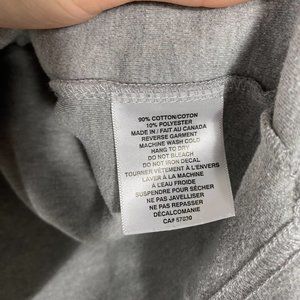 90% COTTON/COTON
10% POLYESTER
MADE IN / FAIT AU CANADA
REVERSE GARMENT
MACHINE WASH COLD
HANG TO DRY
DO NOT BLEACH
DO NOT IRON DECAL
TOURNER VÊTEMENT À L'ENVERS
LAVER À LA MACHINE
À L'EAU FROIDE
SUSPENDRE POUR SÉCHER
NE PAS JAVELLISER
NE PAS REPASSER
DÉCALCOMANIE
CA# 57830